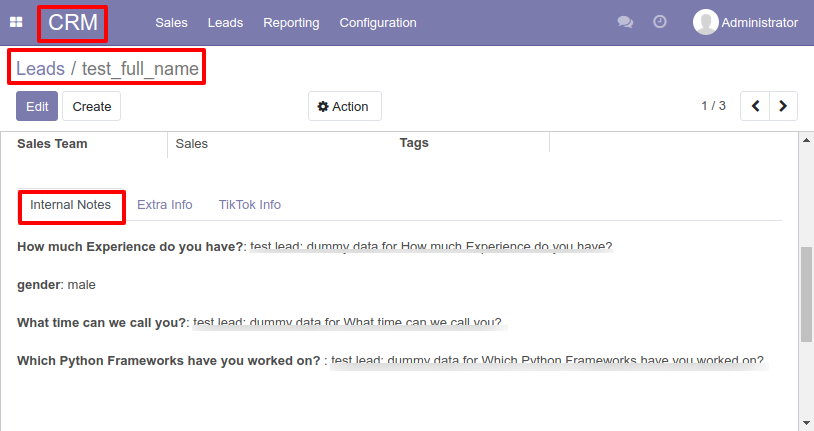 CRM Sales Leads Reporting Configuration Administrator
Leads / test_full_name
Edit Create Action 1 / 3
Sales Team Sales Tags
Internal Notes Extra Info TikTok Info
How much Experience do you have?: test lead: dummy data for How much Experience do you have?
gender: male
What time can we call you?: test lead: dummy data for What time can we call you?
Which Python Frameworks have you worked on? : test lead: dummy data for Which Python Frameworks have you worked on?